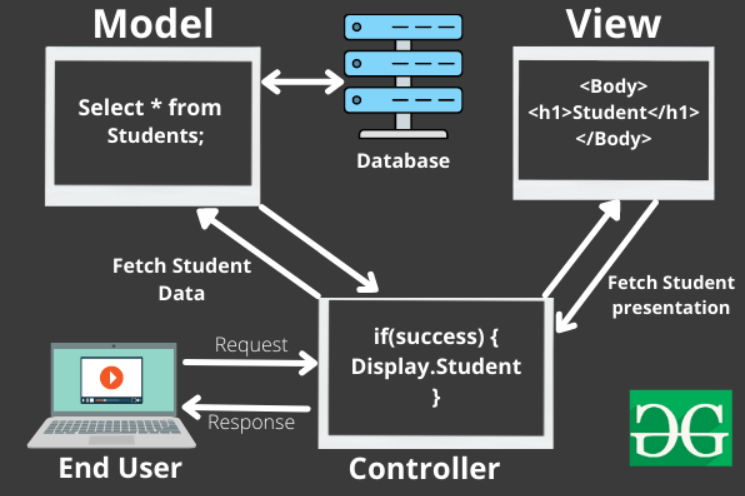 Model
View
Select * from
Students;
Database
<Body>
<h1>Student</h1>
</Body>
Fetch Student
Data
Fetch Student
presentation
Request
Response
if(success) {
Display.Student
}
End User
Controller